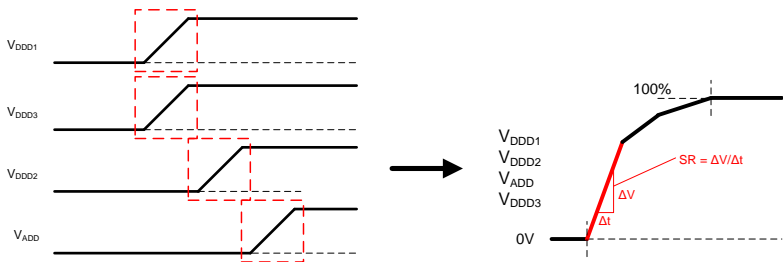 VDDD1
VDDD3
VDDD2
VADD
100%
VDDD1
VDDD2
VADD
VDDD3
SR = ΔV/Δt
ΔV
Δt
0V